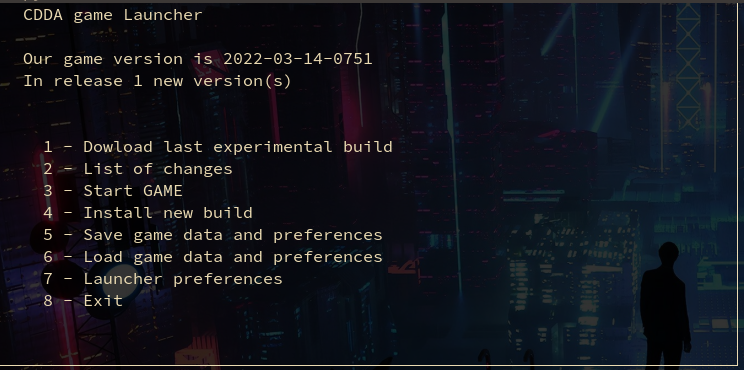 CDDA game Launcher
Our game version is 2022-03-14-0751
In release 1 new version(s)
1 - Dowload last experimental build
2 - List of changes
3 - Start GAME
4 - Install new build
5 - Save game data and preferences
6 - Load game data and preferences
7 - Launcher preferences
8 - Exit